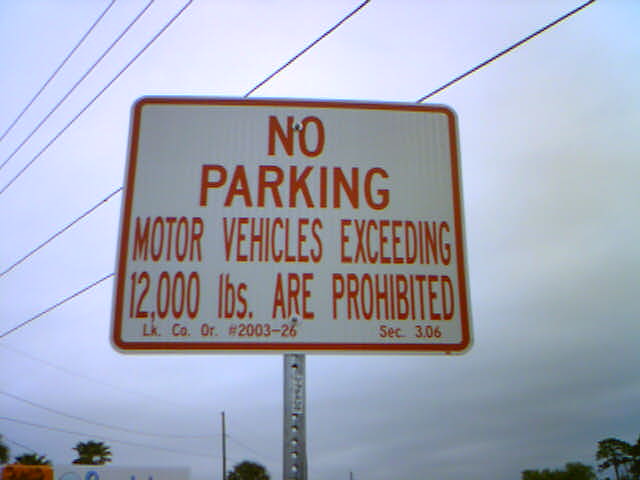 NO
PARKING
MOTOR VEHICLES EXCEEDING
12,000 lbs. ARE PROHIBITED
Lk. Co. Or. #2003-26 Sec. 3.06